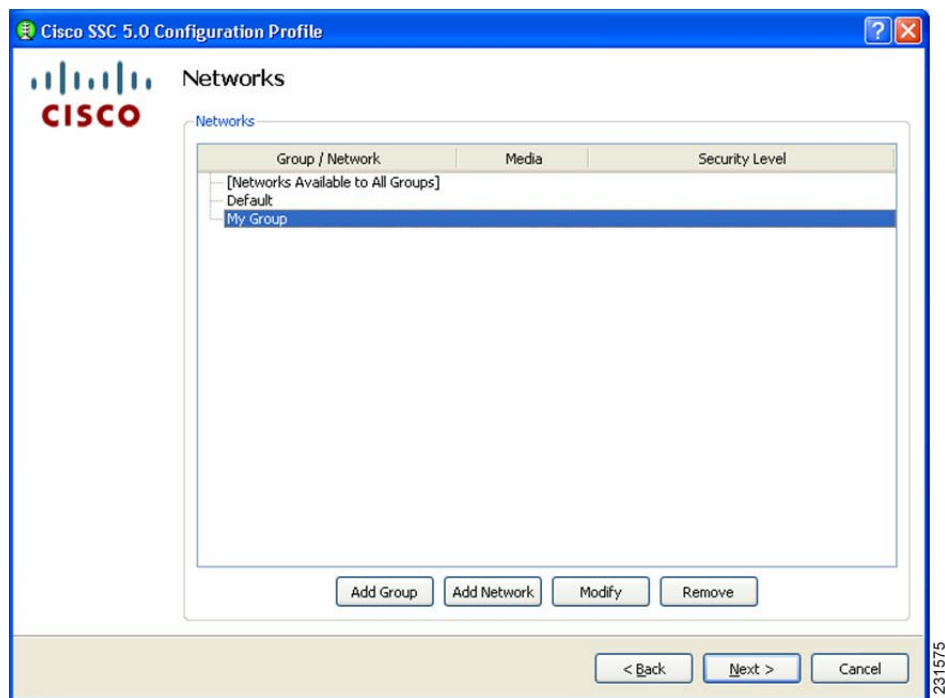 Cisco SSC 5.0 Configuration Profile
CISCO
Networks
Networks
Group / Network Media Security Level
[Networks Available to All Groups]
Default
My Group
Add Group Add Network Modify Remove
< Back Next > Cancel
231575